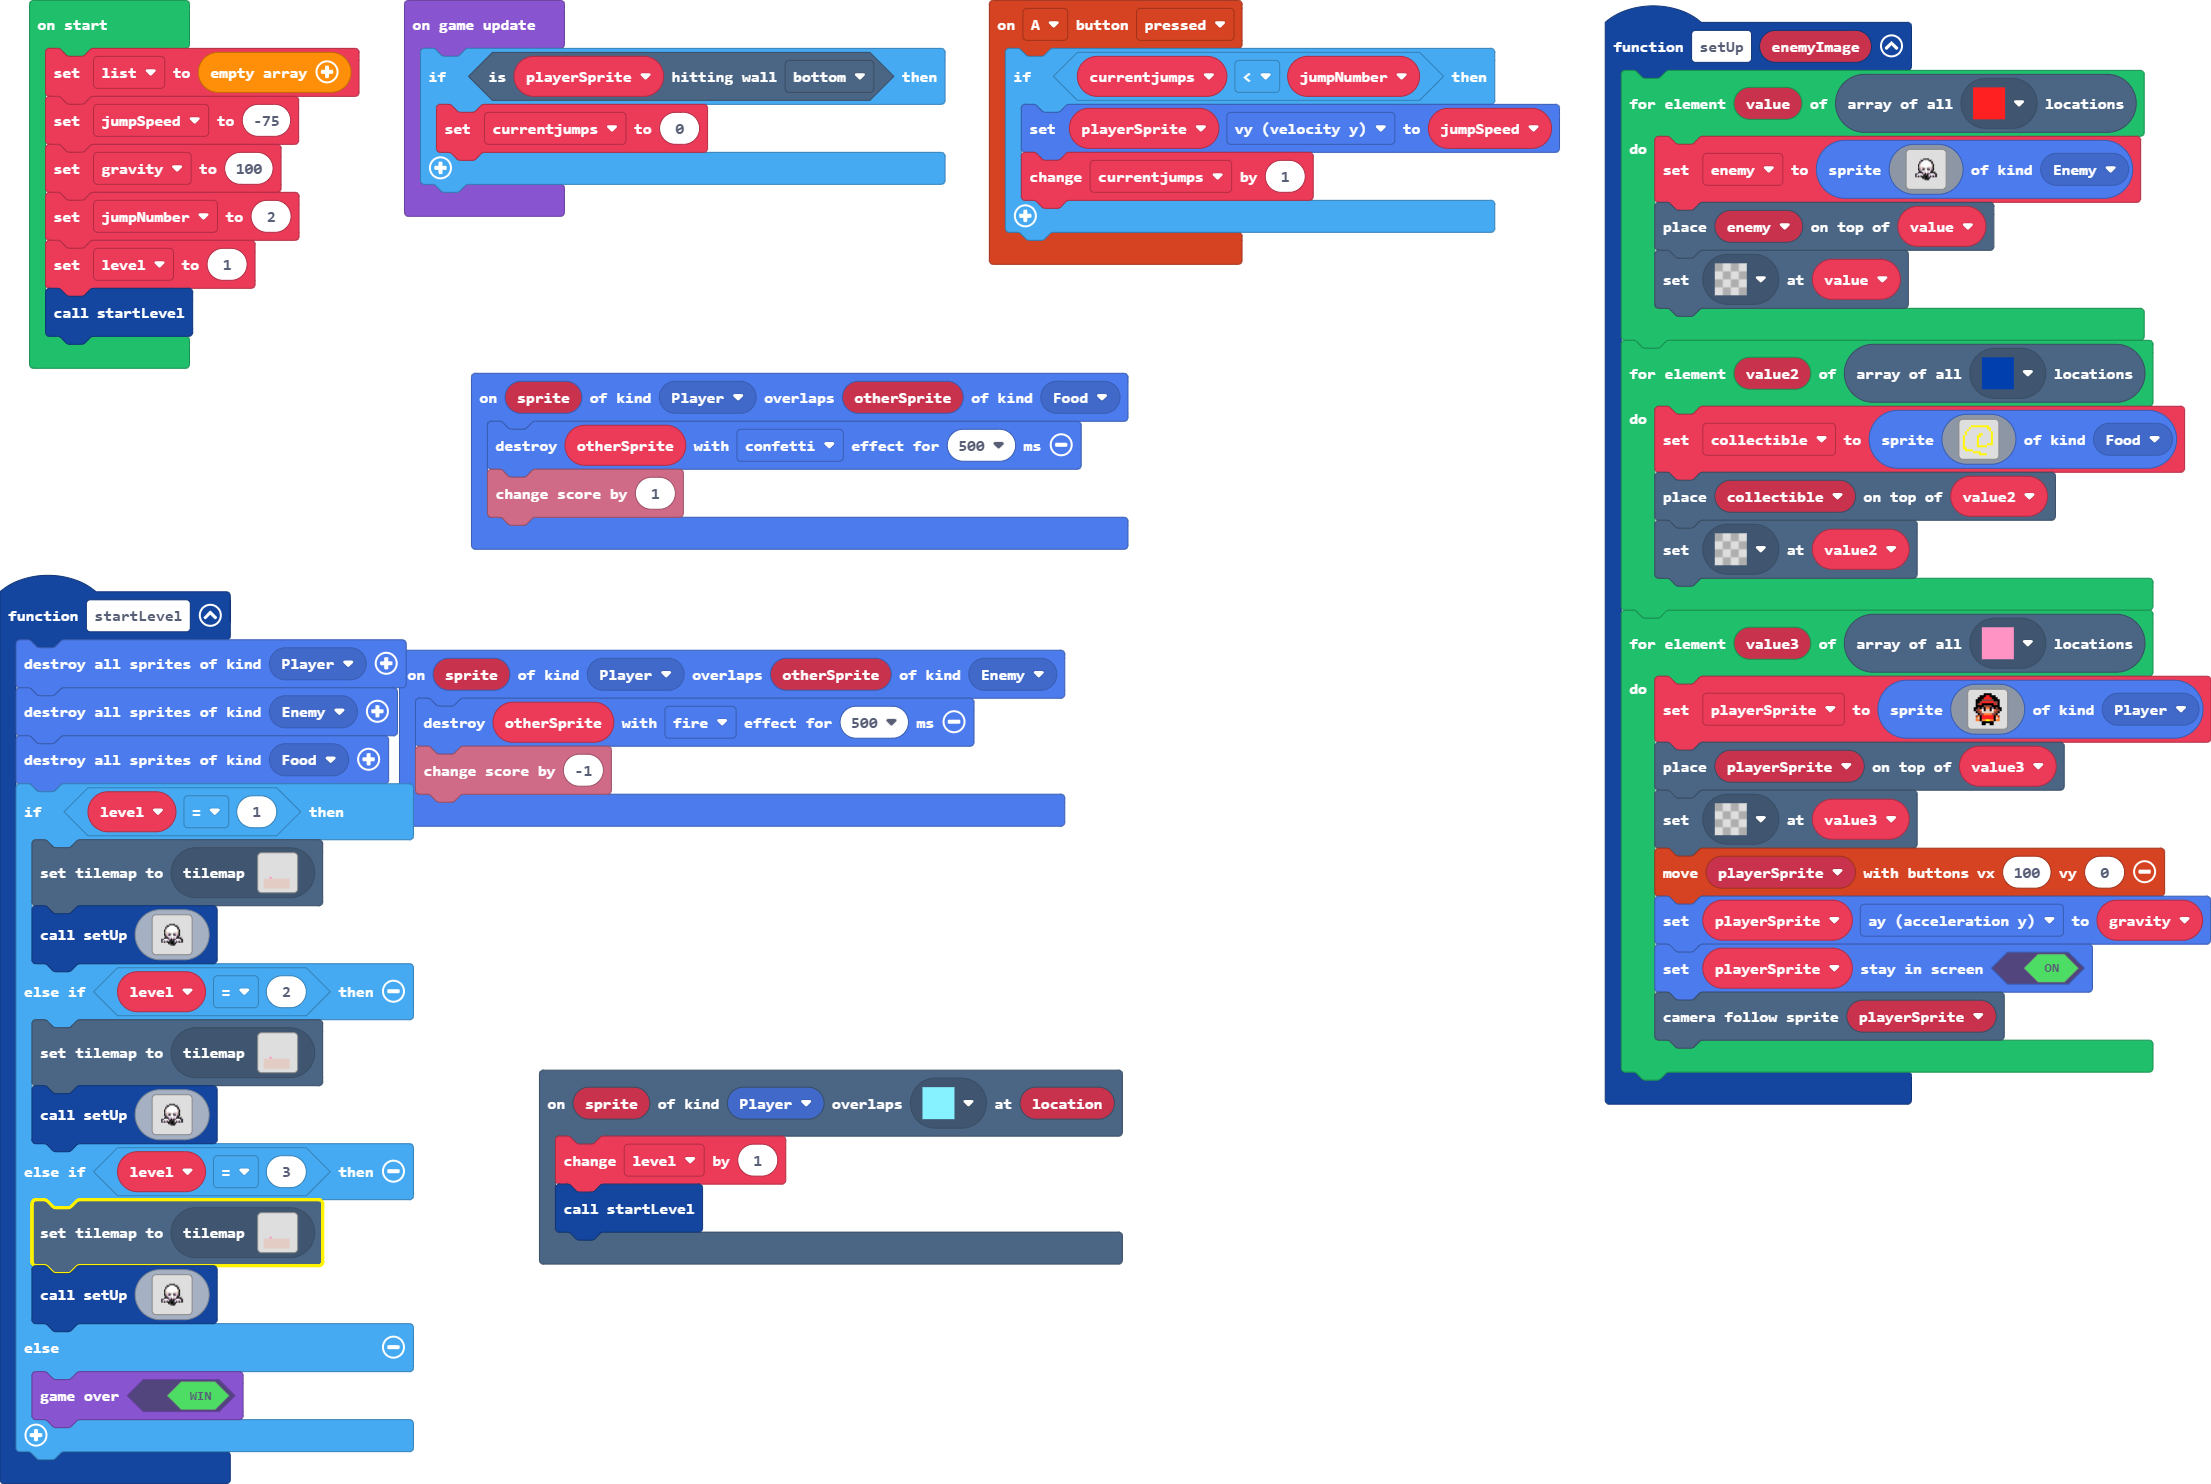 on start
set list to empty array
set jumpSpeed to -75
set gravity to 100
set jumpNumber to 2
set level to 1
call startLevel
on game update
if is playerSprite hitting wall bottom then
set currentjumps to 0
on A button pressed
if currentjumps < jumpNumber then
set playerSprite vy (velocity y) to jumpSpeed
change currentjumps by 1
on sprite of kind Player overlaps otherSprite of kind Food
destroy otherSprite with confetti effect for 500 ms
change score by 1
function startLevel
destroy all sprites of kind Player
destroy all sprites of kind Enemy
destroy all sprites of kind Food
if level = 1 then
set tilemap to tilemap
call setUp
else if level = 2 then
set tilemap to tilemap
call setUp
else if level = 3 then
set tilemap to tilemap
call setUp
else
game over WIN
on sprite of kind Player overlaps otherSprite of kind Enemy
destroy otherSprite with fire effect for 500 ms
change score by -1
on sprite of kind Player overlaps at location
change level by 1
call startLevel
function setUp enemyImage
for element value of array of all locations
do
set enemy to sprite of kind Enemy
place enemy on top of value
set at value
for element value2 of array of all locations
do
set collectible to sprite of kind Food
place collectible on top of value2
set at value2
for element value3 of array of all locations
do
set playerSprite to sprite of kind Player
place playerSprite on top of value3
set at value3
move playerSprite with buttons vx 100 vy 0
set playerSprite ay (acceleration y) to gravity
set playerSprite stay in screen ON
camera follow sprite playerSprite